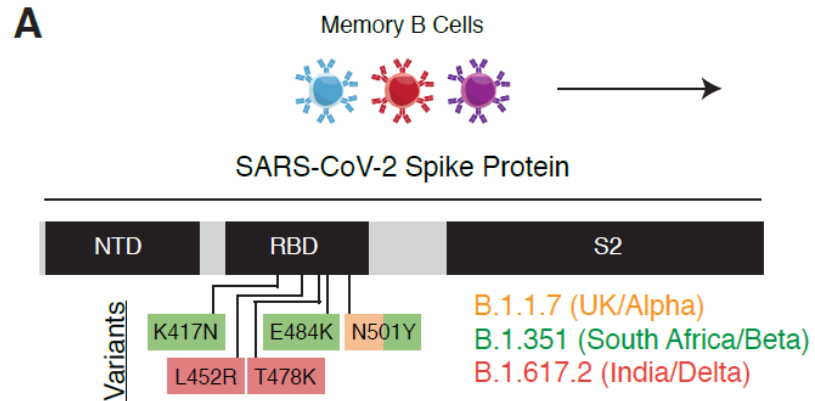 A
Memory B Cells
SARS-CoV-2 Spike Protein
NTD RBD S2
Variants
K417N E484K N501Y
L452R T478K
B.1.1.7 (UK/Alpha)
B.1.351 (South Africa/Beta)
B.1.617.2 (India/Delta)